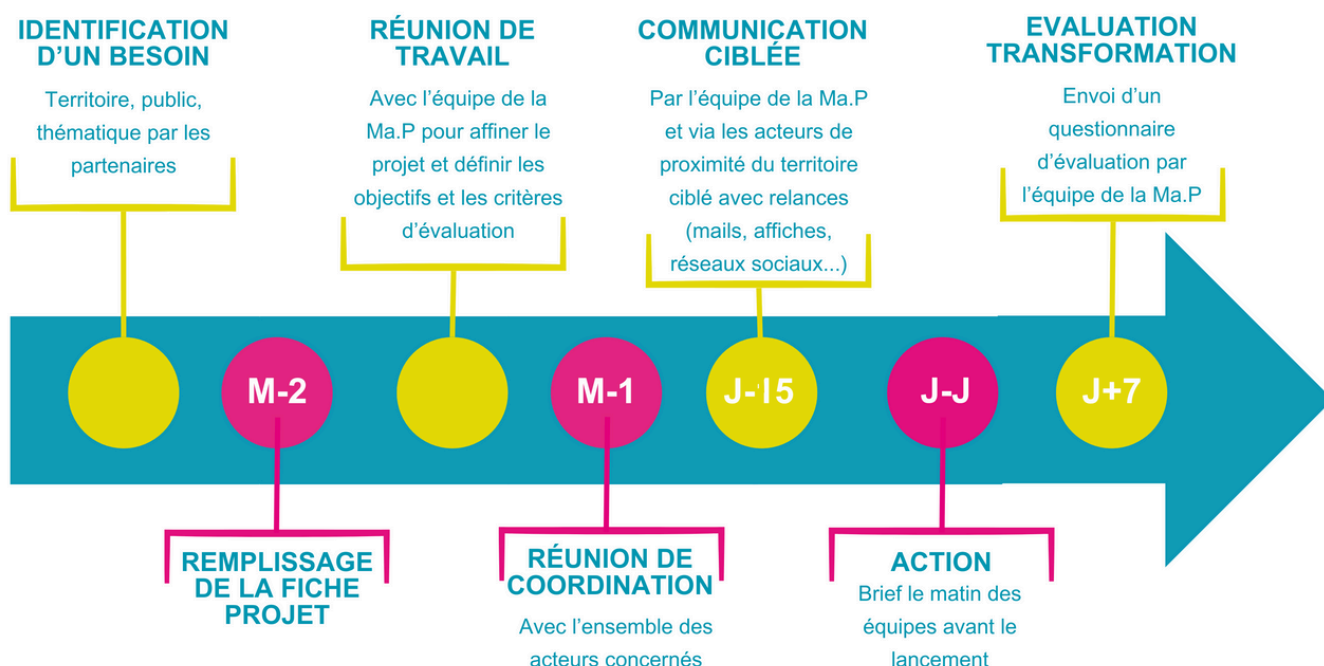 IDENTIFICATION
D'UN BESOIN
Territoire, public,
thématique par les
partenaires
RÉUNION DE
TRAVAIL
Avec l'équipe de la
Ma.P pour affiner le
projet et définir les
objectifs et les critères
d'évaluation
COMMUNICATION
CIBLÉE
Par l'équipe de la Ma.P
et via les acteurs de
proximité du territoire
ciblé avec relances
(mails, affiches,
réseaux sociaux...)
EVALUATION
TRANSFORMATION
Envoi d'un
questionnaire
d'évaluation par
l'équipe de la Ma.P
M-2
M-1
J-15
J-J
J+7
REMPLISSAGE
DE LA FICHE
PROJET
RÉUNION DE
COORDINATION
Avec l'ensemble des
acteurs concernés
ACTION
Brief le matin des
équipes avant le
lancement